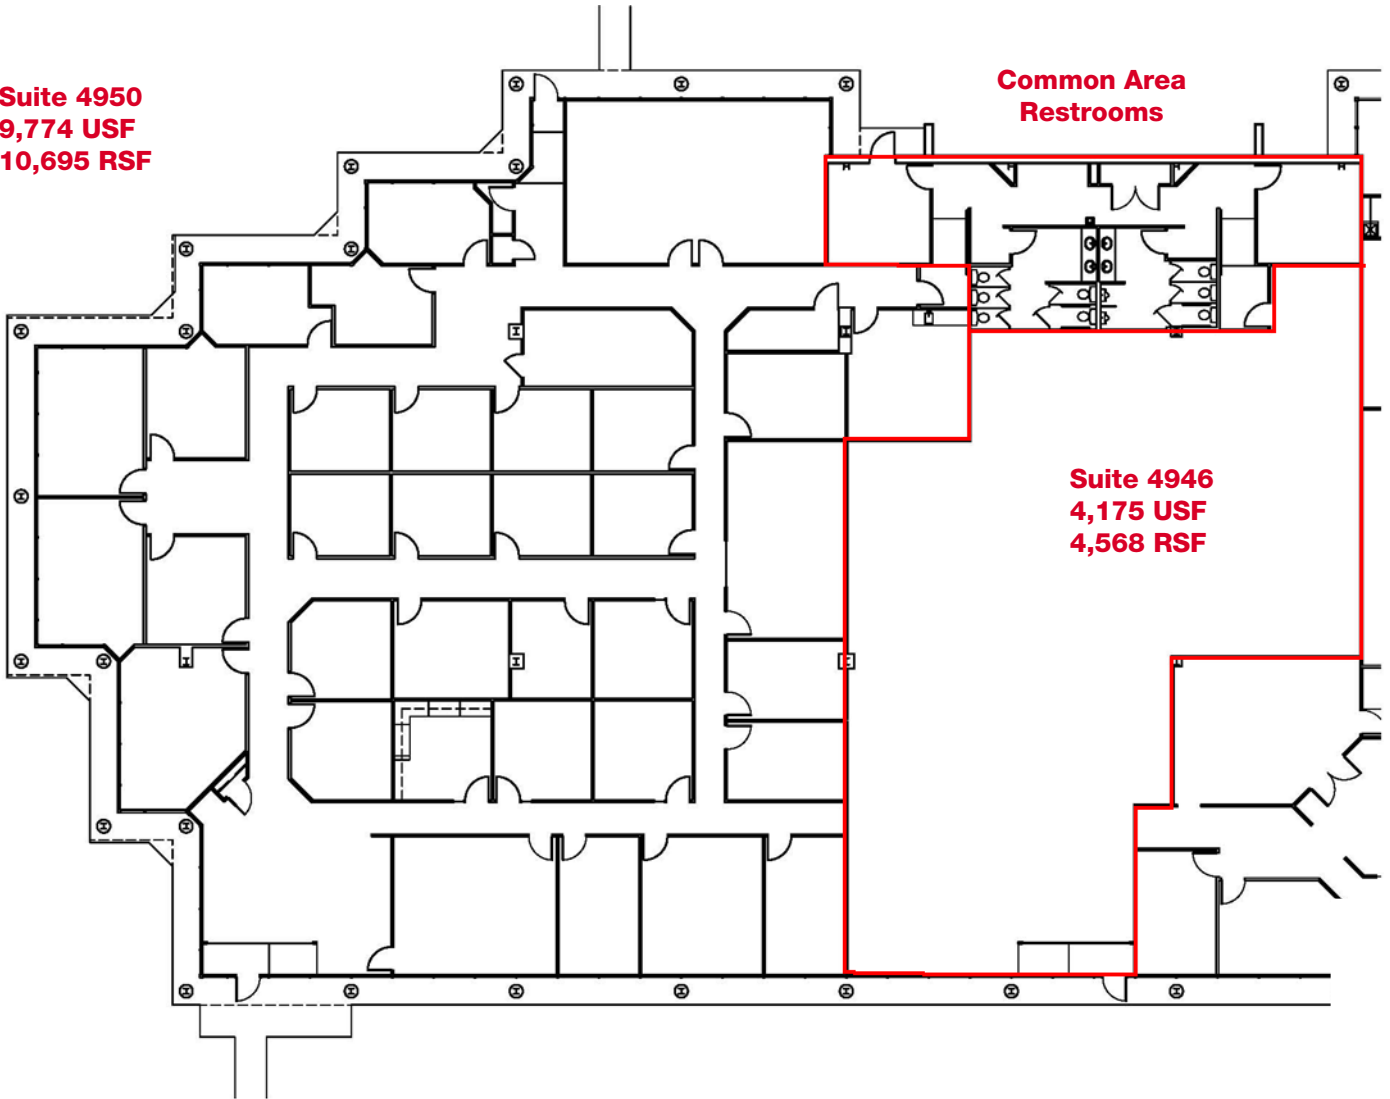 Suite 4950
9,774 USF
10,695 RSF
Common Area
Restrooms
Suite 4946
4,175 USF
4,568 RSF